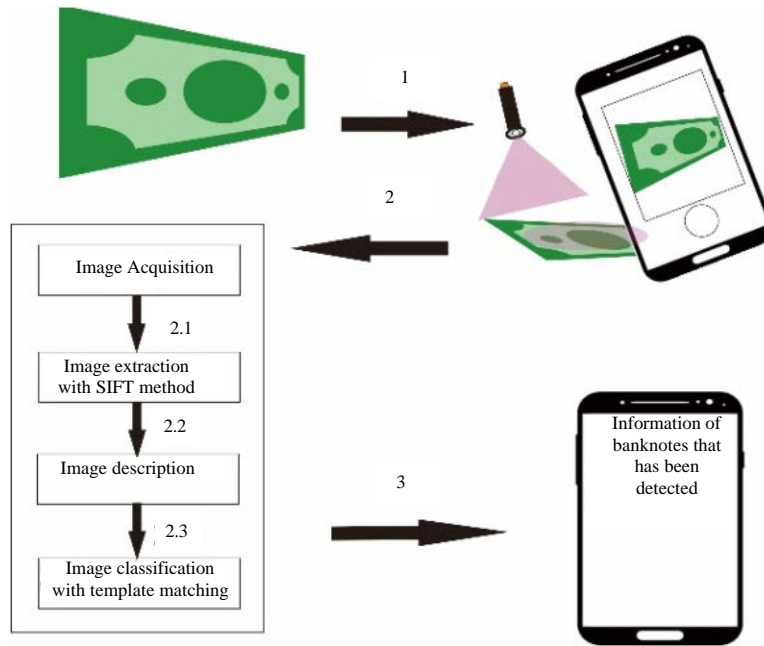 1
2
Image Acquisition
2.1
Image extraction
with SIFT method
2.2
Image description
2.3
Image classification
with template matching
3
Information of
banknotes that
has been
detected